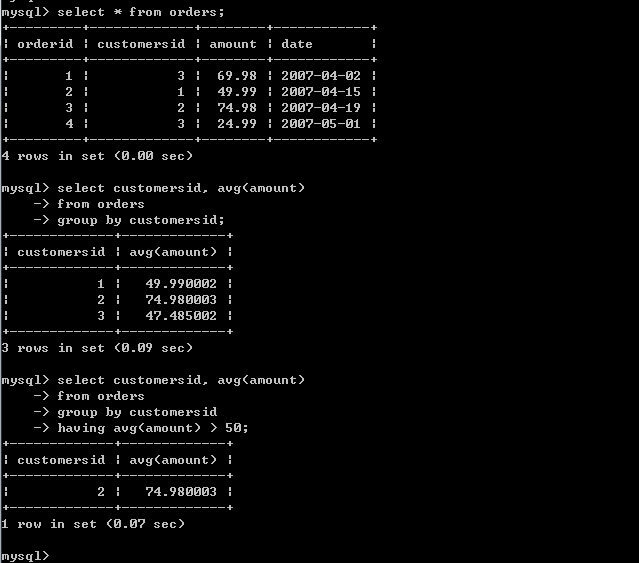 mysql> select * from orders;
+---------+-------------+--------+------------+
¦ orderid ¦ customersid ¦ amount ¦ date       ¦
+---------+-------------+--------+------------+
¦       1 ¦           3 ¦  69.98 ¦ 2007-04-02 ¦
¦       2 ¦           1 ¦  49.99 ¦ 2007-04-15 ¦
¦       3 ¦           2 ¦  74.98 ¦ 2007-04-19 ¦
¦       4 ¦           3 ¦  24.99 ¦ 2007-05-01 ¦
+---------+-------------+--------+------------+
4 rows in set (0.00 sec)
mysql> select customersid, avg(amount)
    -> from orders
    -> group by customersid;
+-------------+-------------+
¦ customersid ¦ avg(amount) ¦
+-------------+-------------+
¦           1 ¦   49.990002 ¦
¦           2 ¦   74.980003 ¦
¦           3 ¦   47.485002 ¦
+-------------+-------------+
3 rows in set (0.09 sec)
mysql> select customersid, avg(amount)
    -> from orders
    -> group by customersid
    -> having avg(amount) > 50;
+-------------+-------------+
¦ customersid ¦ avg(amount) ¦
+-------------+-------------+
¦           2 ¦   74.980003 ¦
+-------------+-------------+
1 row in set (0.07 sec)
mysql>